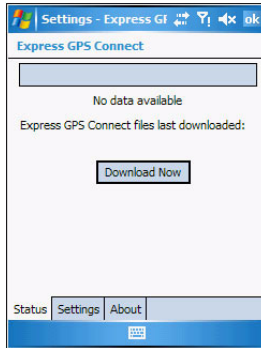 Settings - Express GF
ok
Express GPS Connect
No data available
Express GPS Connect files last downloaded:
Download Now
Status Settings About